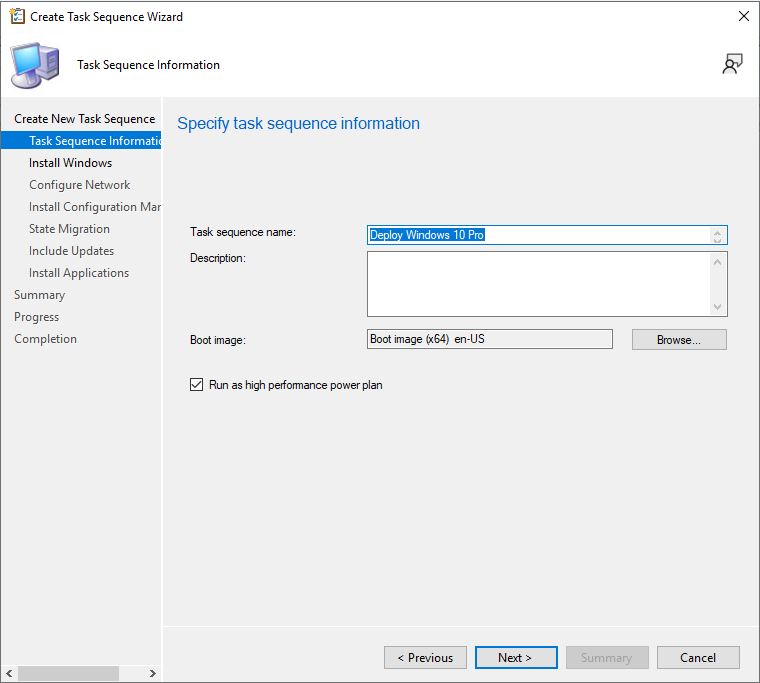 Create Task Sequence Wizard
Task Sequence Information
Create New Task Sequence
Task Sequence Informatio
Install Windows
Configure Network
Install Configuration Mar
State Migration
Include Updates
Install Applications
Summary
Progress
Completion
Specify task sequence information
Task sequence name:
Deploy Windows 10 Pro
Description:
Boot image:
Boot image (x64) en-US
Browse...
Run as high performance power plan
< Previous
Next >
Summary
Cancel